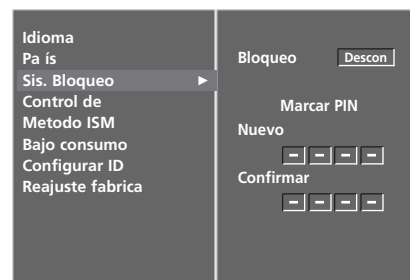 Idioma
Pa ís
Sis. Bloqueo ►
Control de
Metodo ISM
Bajo consumo
Configurar ID
Reajuste fabrica
Bloqueo Descon
Marcar PIN
Nuevo
– – – –
Confirmar
– – – –